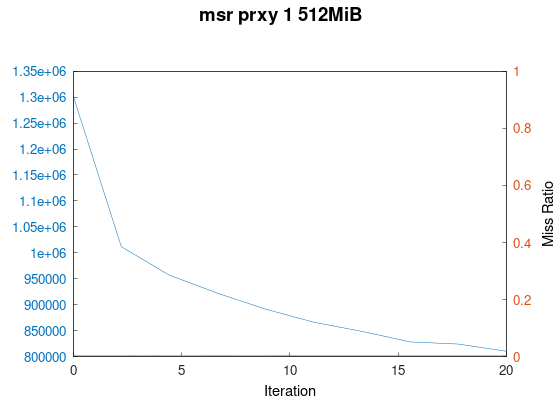 msr prxy 1 512MiB
1.35e+06
1.3e+06
1.25e+06
1.2e+06
1.15e+06
1.1e+06
1.05e+06
1e+06
950000
900000
850000
800000
1
0.8
0.6
0.4
0.2
0
Miss Ratio
0 5 10 15 20
Iteration